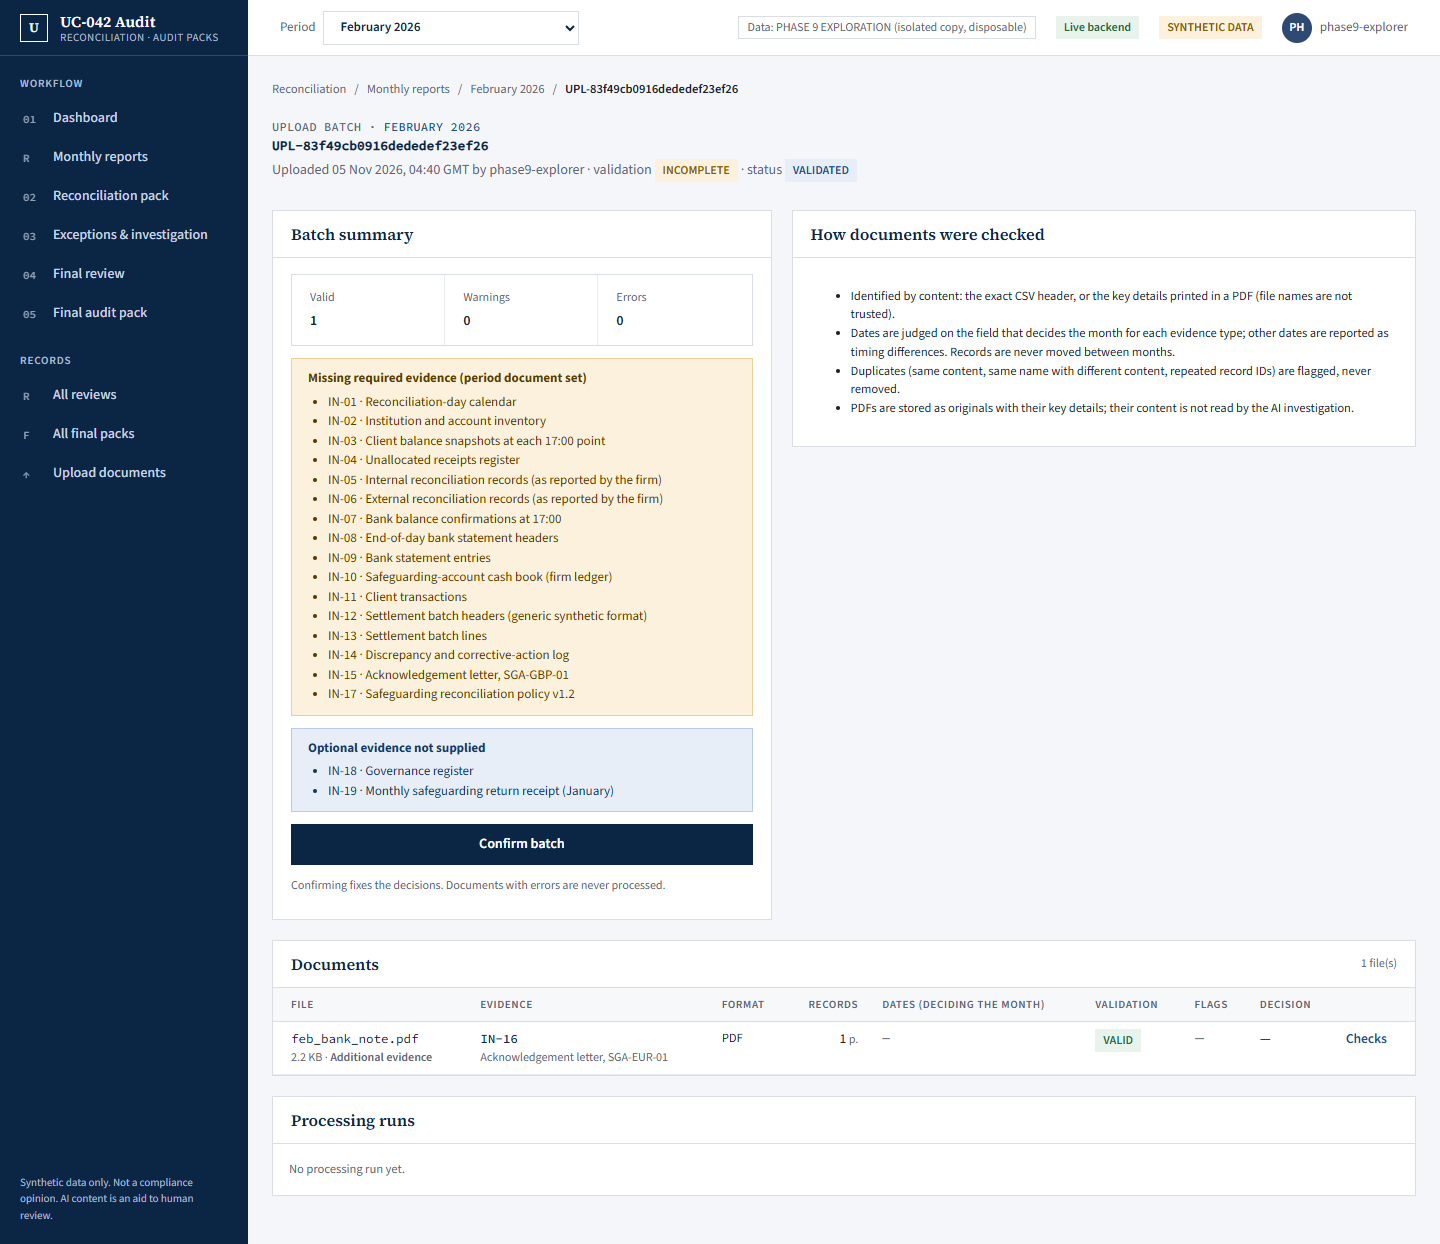 U
UC-042 Audit
RECONCILIATION · AUDIT PACKS
WORKFLOW
01 Dashboard
R Monthly reports
02 Reconciliation pack
03 Exceptions & investigation
04 Final review
05 Final audit pack
RECORDS
R All reviews
F All final packs
↑ Upload documents
Synthetic data only. Not a compliance
opinion. AI content is an aid to human
review.
Period February 2026
Data: PHASE 9 EXPLORATION (isolated copy, disposable)
Live backend
SYNTHETIC DATA
PH phase9-explorer
Reconciliation / Monthly reports / February 2026 / UPL-83f49cb0916dededef23ef26
UPLOAD BATCH · FEBRUARY 2026
UPL-83f49cb0916dededef23ef26
Uploaded 05 Nov 2026, 04:40 GMT by phase9-explorer · validation INCOMPLETE · status VALIDATED
Batch summary
Valid Warnings Errors
1 0 0
Missing required evidence (period document set)
• IN-01 · Reconciliation-day calendar
• IN-02 · Institution and account inventory
• IN-03 · Client balance snapshots at each 17:00 point
• IN-04 · Unallocated receipts register
• IN-05 · Internal reconciliation records (as reported by the firm)
• IN-06 · External reconciliation records (as reported by the firm)
• IN-07 · Bank balance confirmations at 17:00
• IN-08 · End-of-day bank statement headers
• IN-09 · Bank statement entries
• IN-10 · Safeguarding-account cash book (firm ledger)
• IN-11 · Client transactions
• IN-12 · Settlement batch headers (generic synthetic format)
• IN-13 · Settlement batch lines
• IN-14 · Discrepancy and corrective-action log
• IN-15 · Acknowledgement letter, SGA-GBP-01
• IN-17 · Safeguarding reconciliation policy v1.2
Optional evidence not supplied
• IN-18 · Governance register
• IN-19 · Monthly safeguarding return receipt (January)
Confirm batch
Confirming fixes the decisions. Documents with errors are never processed.
How documents were checked
• Identified by content: the exact CSV header, or the key details printed in a PDF (file names are not
trusted).
• Dates are judged on the field that decides the month for each evidence type; other dates are reported as
timing differences. Records are never moved between months.
• Duplicates (same content, same name with different content, repeated record IDs) are flagged, never
removed.
• PDFs are stored as originals with their key details; their content is not read by the AI investigation.
Documents
1 file(s)
FILE EVIDENCE FORMAT RECORDS DATES (DECIDING THE MONTH) VALIDATION FLAGS DECISION
feb_bank_note.pdf IN-16 PDF 1 p. — VALID — — Checks
2.2 KB · Additional evidence Acknowledgement letter, SGA-EUR-01
Processing runs
No processing run yet.